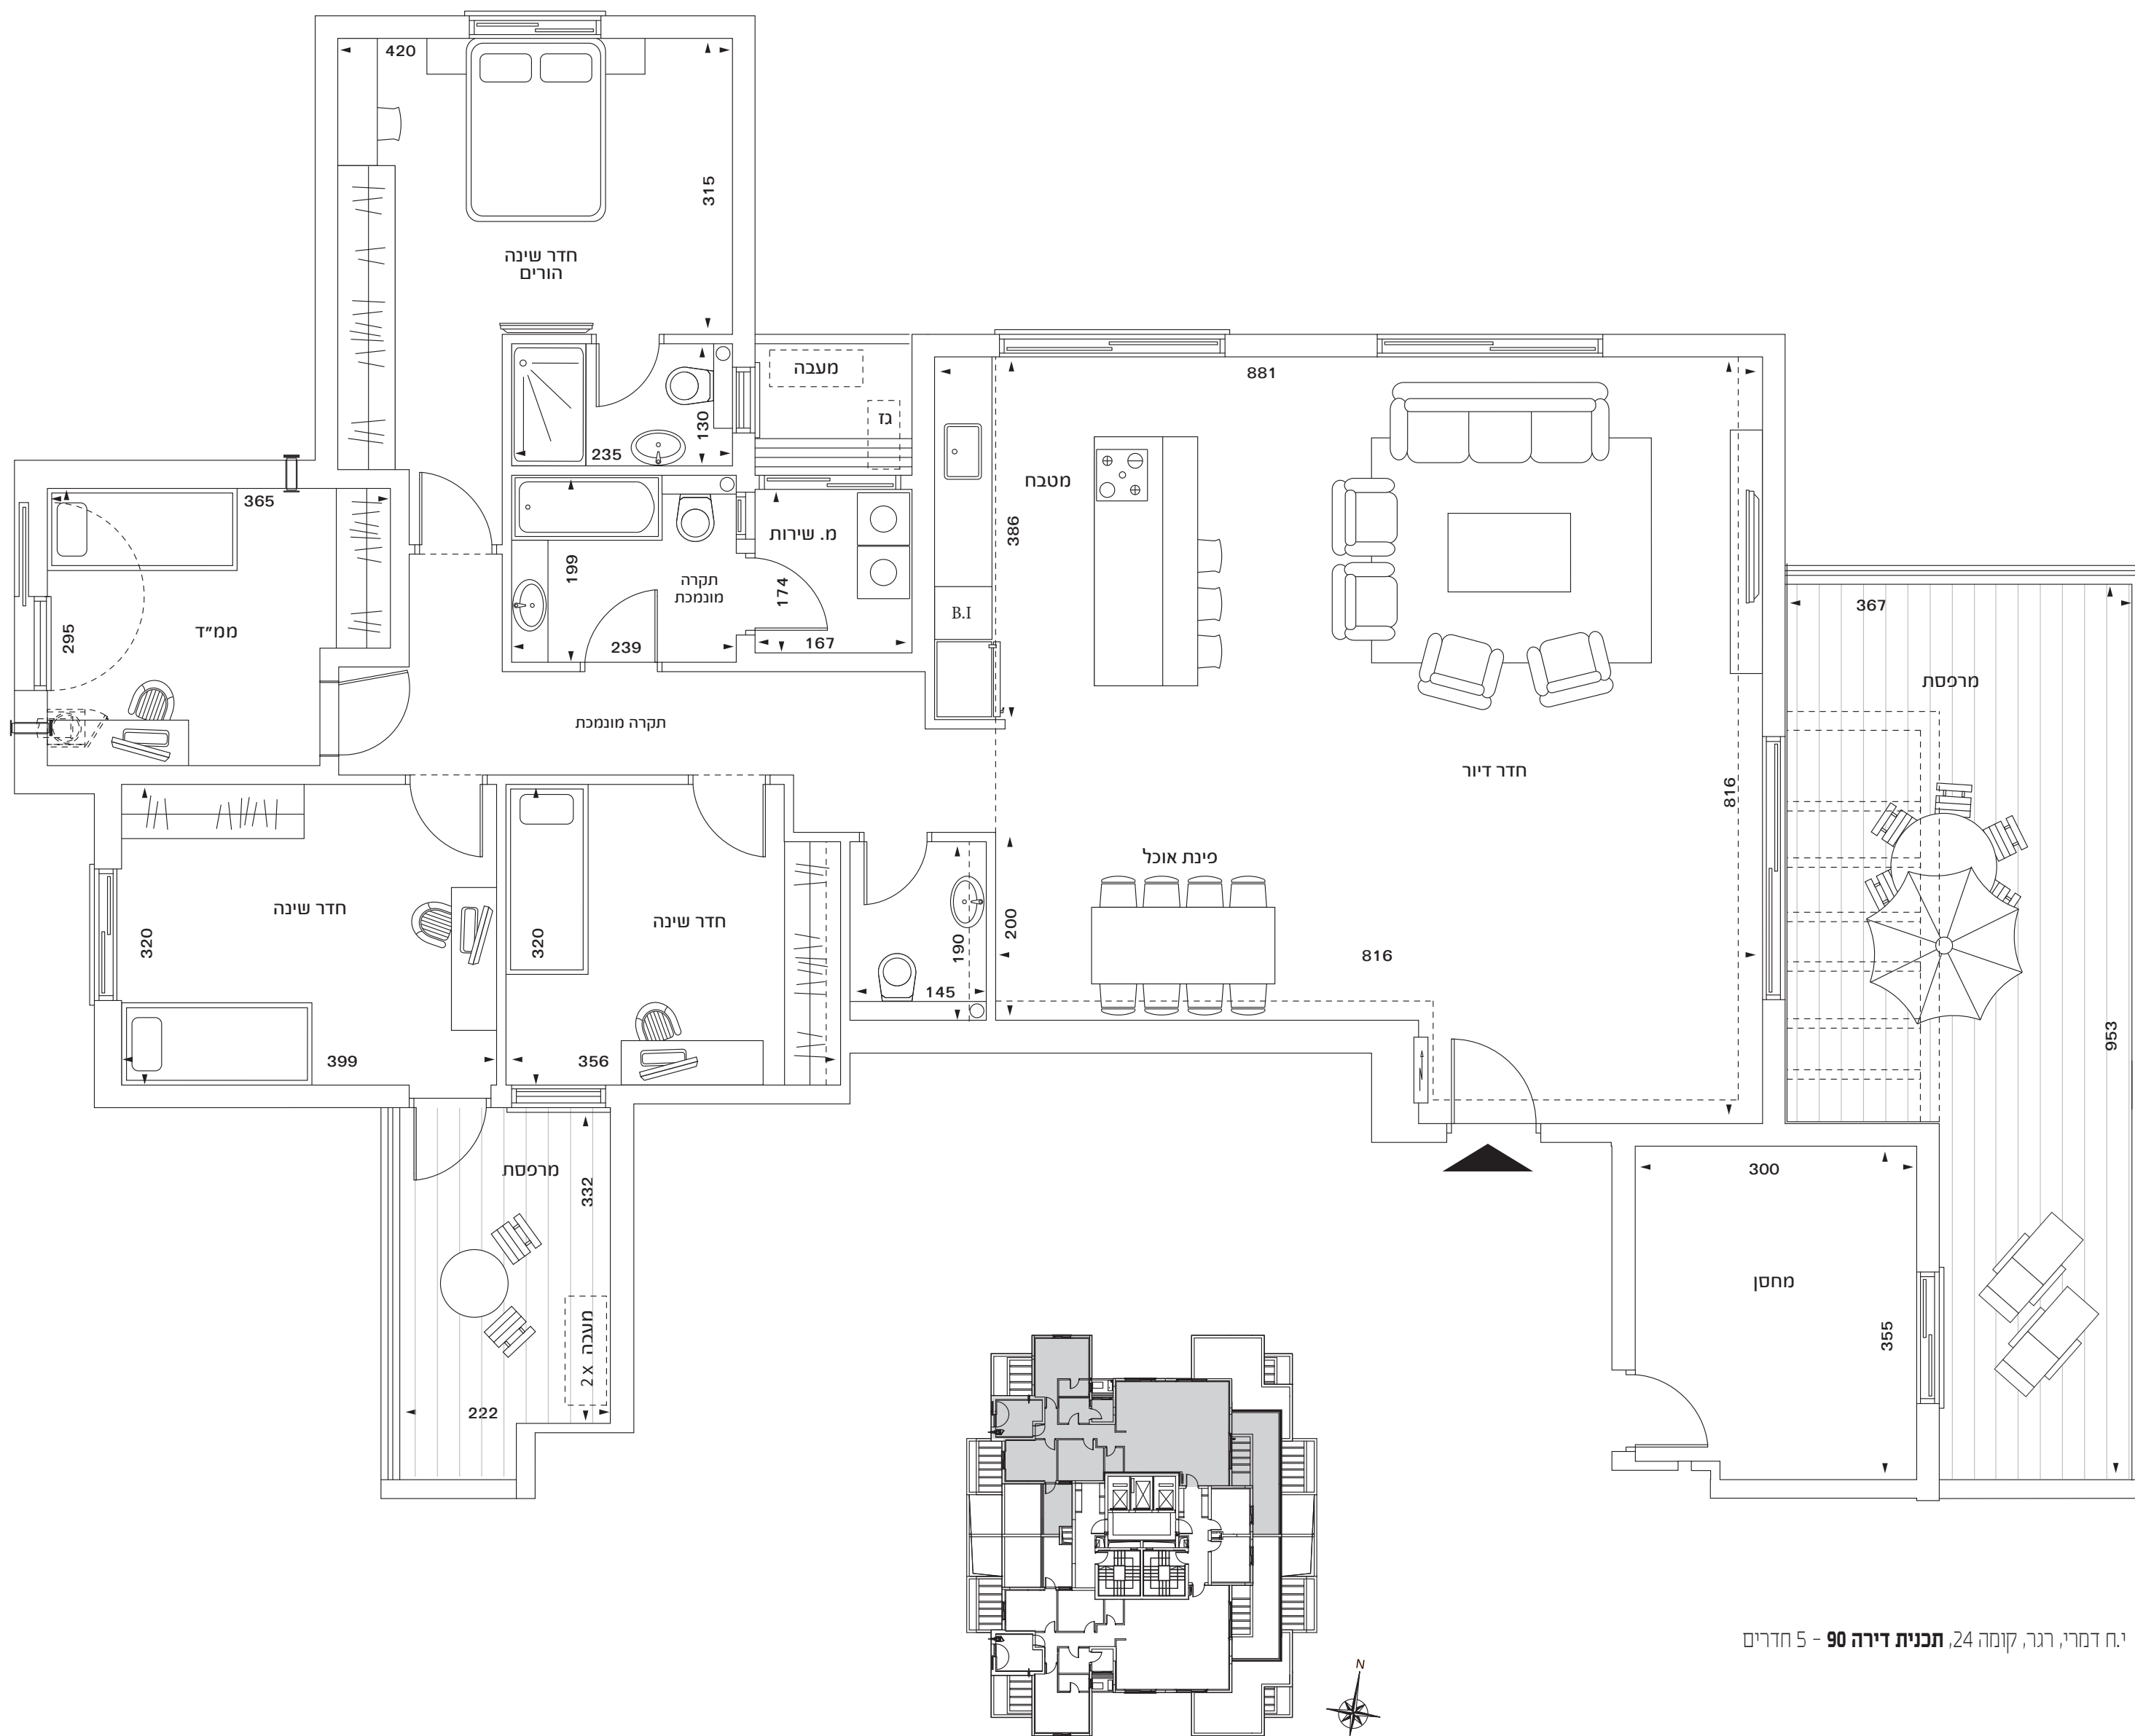 420
315
חדר שינה
הורים
מעבה
גז
881
130
235
365
מטבח
386
מ. שירות
199
תקרה
מונמכת
174
B.I
367
295
ממ״ד
239
167
מרפסת
תקרה מונמכת
חדר דיור
816
פינת אוכל
חדר שינה
320
חדר שינה
320
190
200
816
145
399
356
953
מרפסת
332
300
מחסן
355
מעבה 2 x
222
י.ח דמרי, רגר, קומה 24, תכנית דירה 90 - 5 חדרים
N